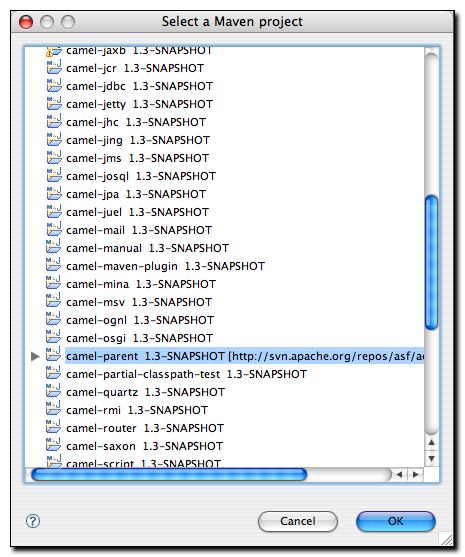 Select a Maven project
camel-jaxb 1.3-SNAPSHOT
camel-jcr 1.3-SNAPSHOT
camel-jdbc 1.3-SNAPSHOT
camel-jetty 1.3-SNAPSHOT
camel-jhc 1.3-SNAPSHOT
camel-jing 1.3-SNAPSHOT
camel-jms 1.3-SNAPSHOT
camel-josql 1.3-SNAPSHOT
camel-jpa 1.3-SNAPSHOT
camel-juel 1.3-SNAPSHOT
camel-mail 1.3-SNAPSHOT
camel-manual 1.3-SNAPSHOT
camel-maven-plugin 1.3-SNAPSHOT
camel-mina 1.3-SNAPSHOT
camel-msv 1.3-SNAPSHOT
camel-ognl 1.3-SNAPSHOT
camel-osgi 1.3-SNAPSHOT
camel-parent 1.3-SNAPSHOT [http://svn.apache.org/repos/asf/a
camel-partial-classpath-test 1.3-SNAPSHOT
camel-quartz 1.3-SNAPSHOT
camel-rmi 1.3-SNAPSHOT
camel-router 1.3-SNAPSHOT
camel-saxon 1.3-SNAPSHOT
camel-script 1.3-SNAPSHOT
?
Cancel
OK